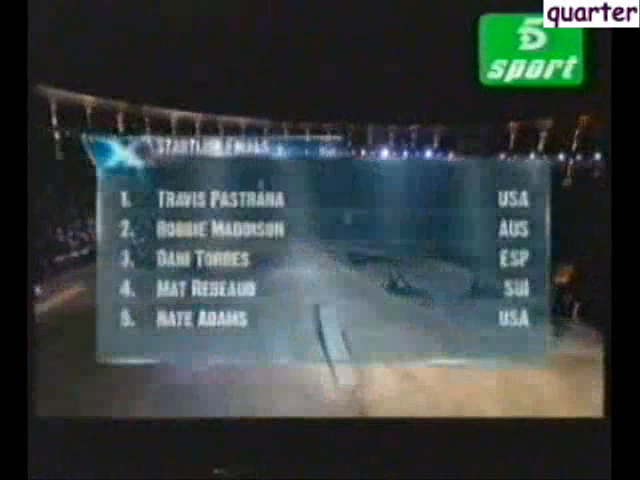 quarter
5
sport
STARTLIST FINALS
1. TRAVIS PASTRANA USA
2. ROBBIE MADDISON AUS
3. DANI TORRES ESP
4. MAT REBEAUD SUI
5. NATE ADAMS USA